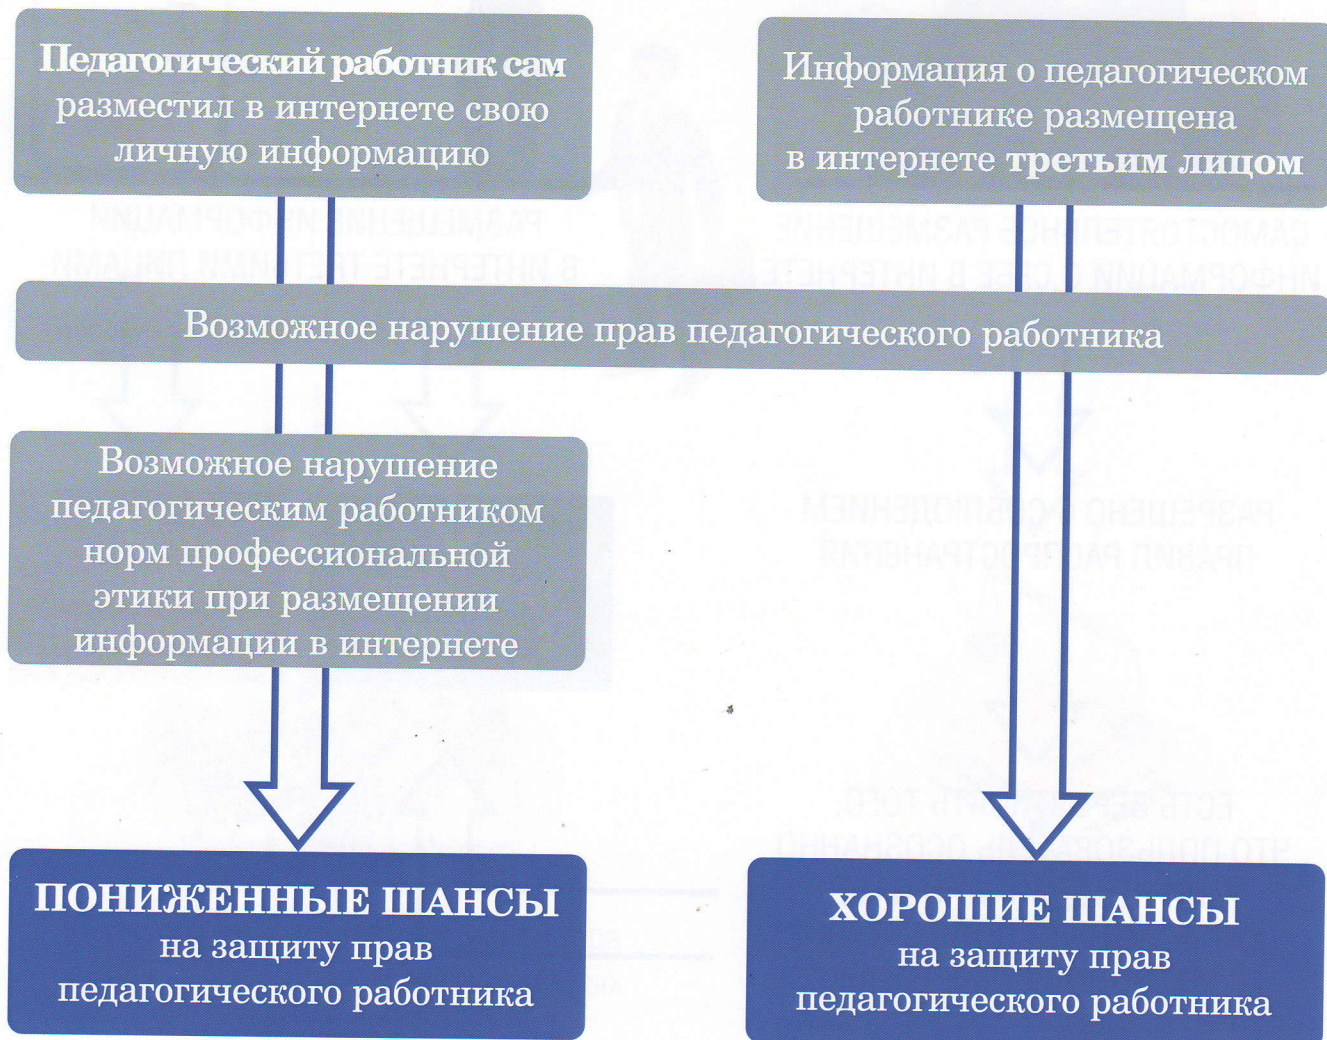 Педагогический работник сам
разместил в интернете свою
личную информацию
Информация о педагогическом
работнике размещена
в интернете третьим лицом
Возможное нарушение прав педагогического работника
Возможное нарушение
педагогическим работником
норм профессиональной
этики при размещении
информации в интернете
ПОНИЖЕННЫЕ ШАНСЫ
на защиту прав
педагогического работника
ХОРОШИЕ ШАНСЫ
на защиту прав
педагогического работника